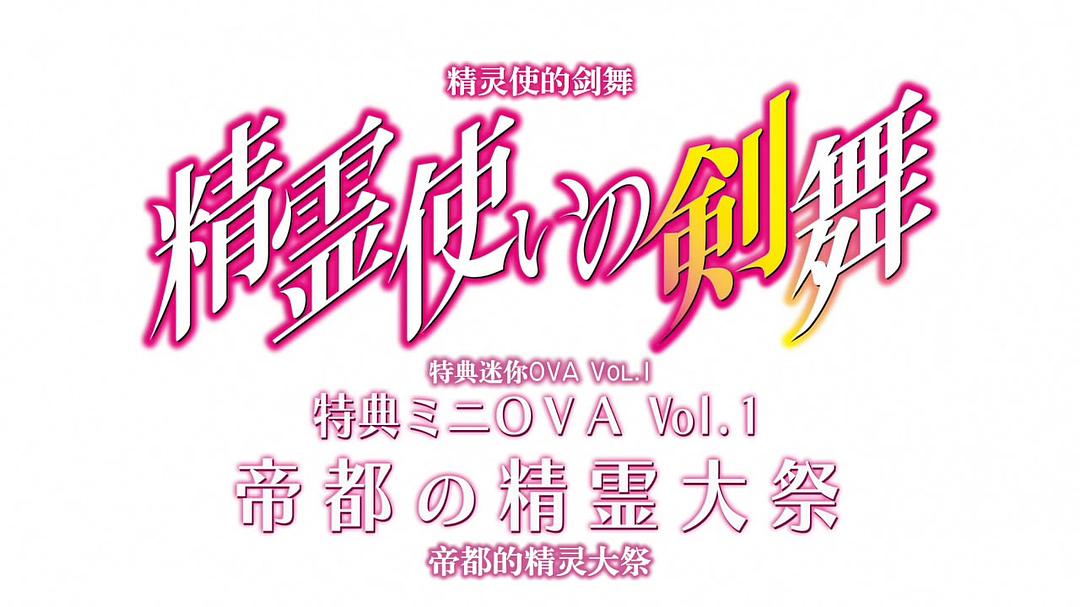 精灵使的剑舞
精霊使いの剣舞
特典迷你OVA VOL.1
特典ミニOVA Vol.1
帝都の精霊大祭
帝都的精灵大祭